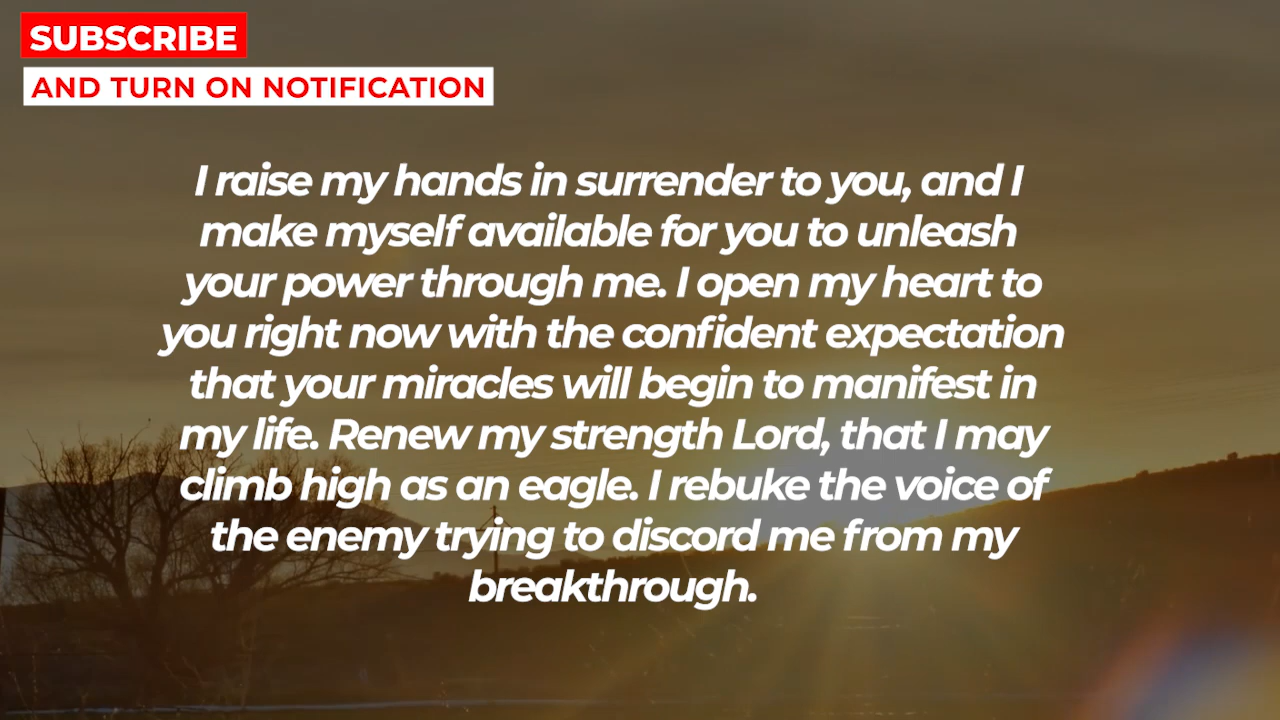 SUBSCRIBE
AND TURN ON NOTIFICATION
I raise my hands in surrender to you, and I
make myself available for you to unleash
your power through me. I open my heart to
you right now with the confident expectation
that your miracles will begin to manifest in
my life. Renew my strength Lord, that I may
climb high as an eagle. I rebuke the voice of
the enemy trying to discord me from my
breakthrough.